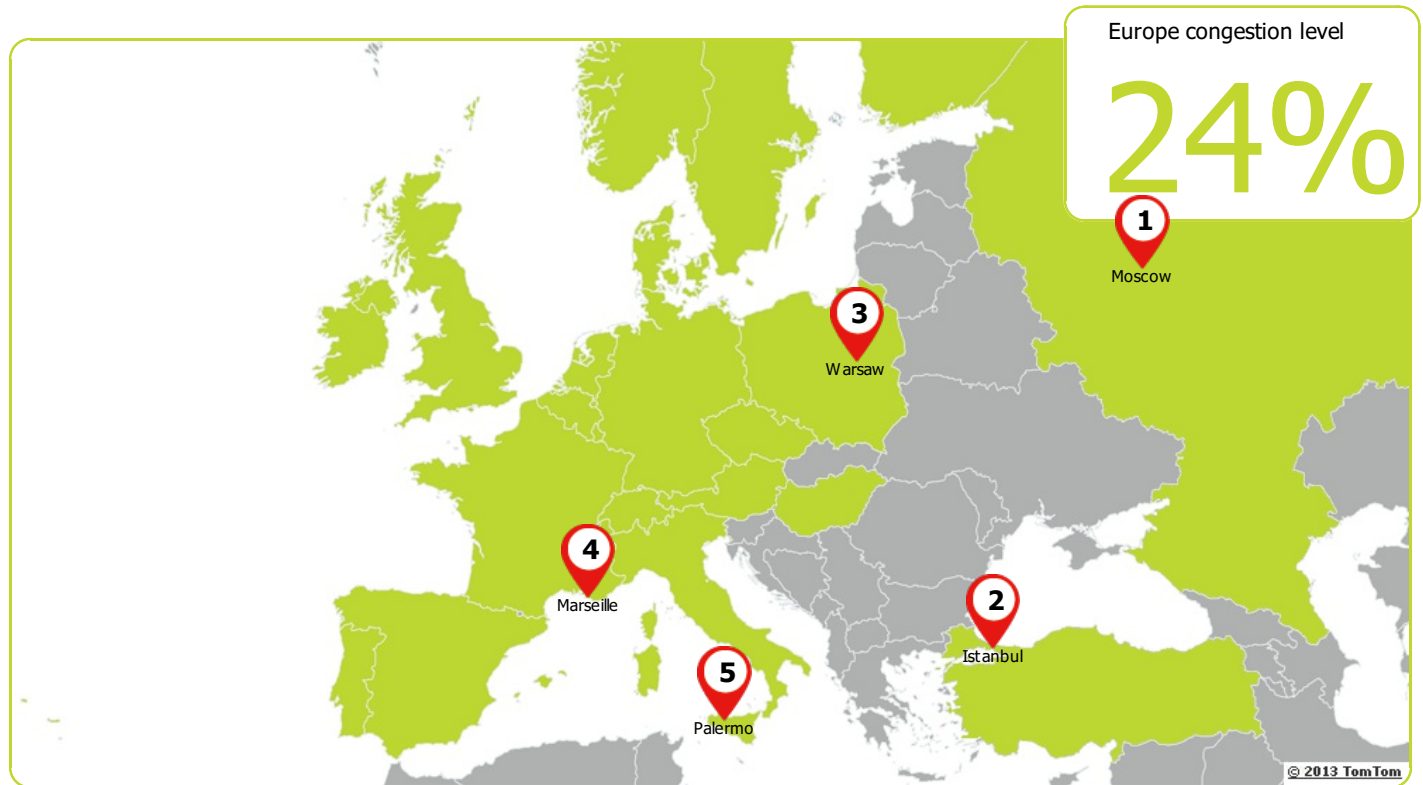 Europe congestion level
24%
1
Moscow
3
Warsaw
4
Marseille
2
Istanbul
5
Palermo
© 2013 TomTom